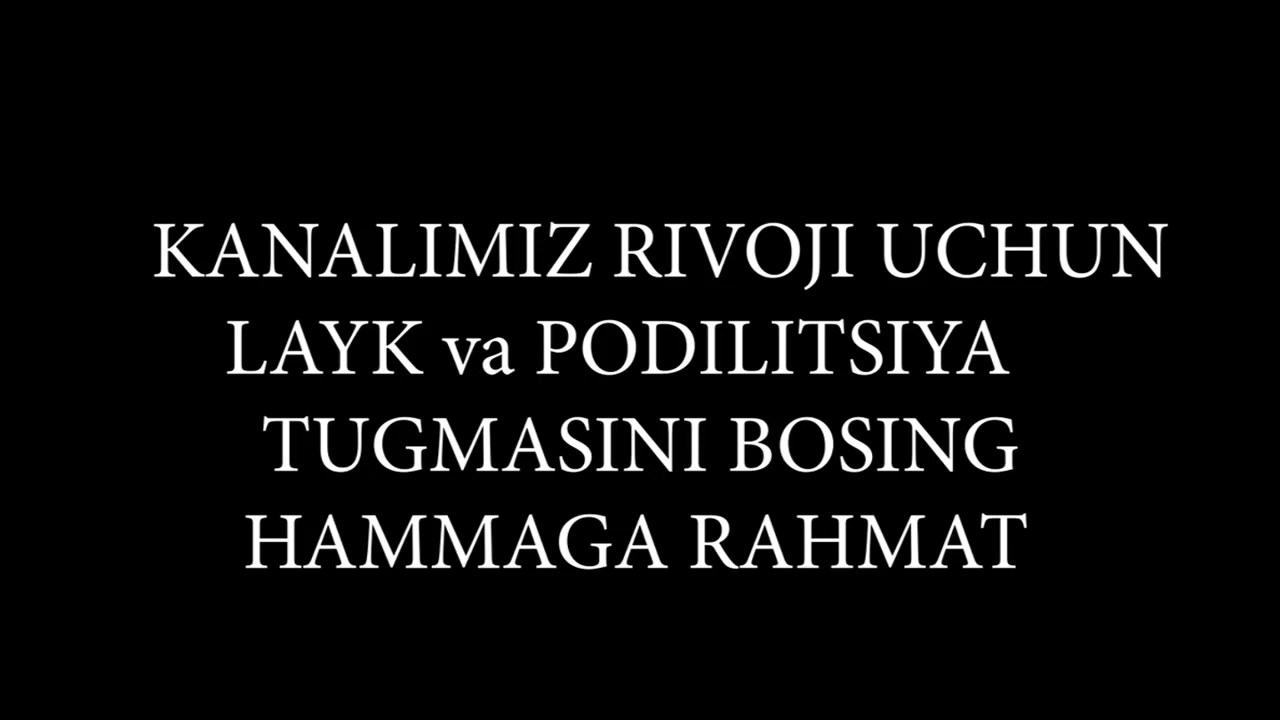 KANALIMIZ RIVOJI UCHUN
LAYK va PODILITSIYA
TUGMASINI BOSING
HAMMAGA RAHMAT